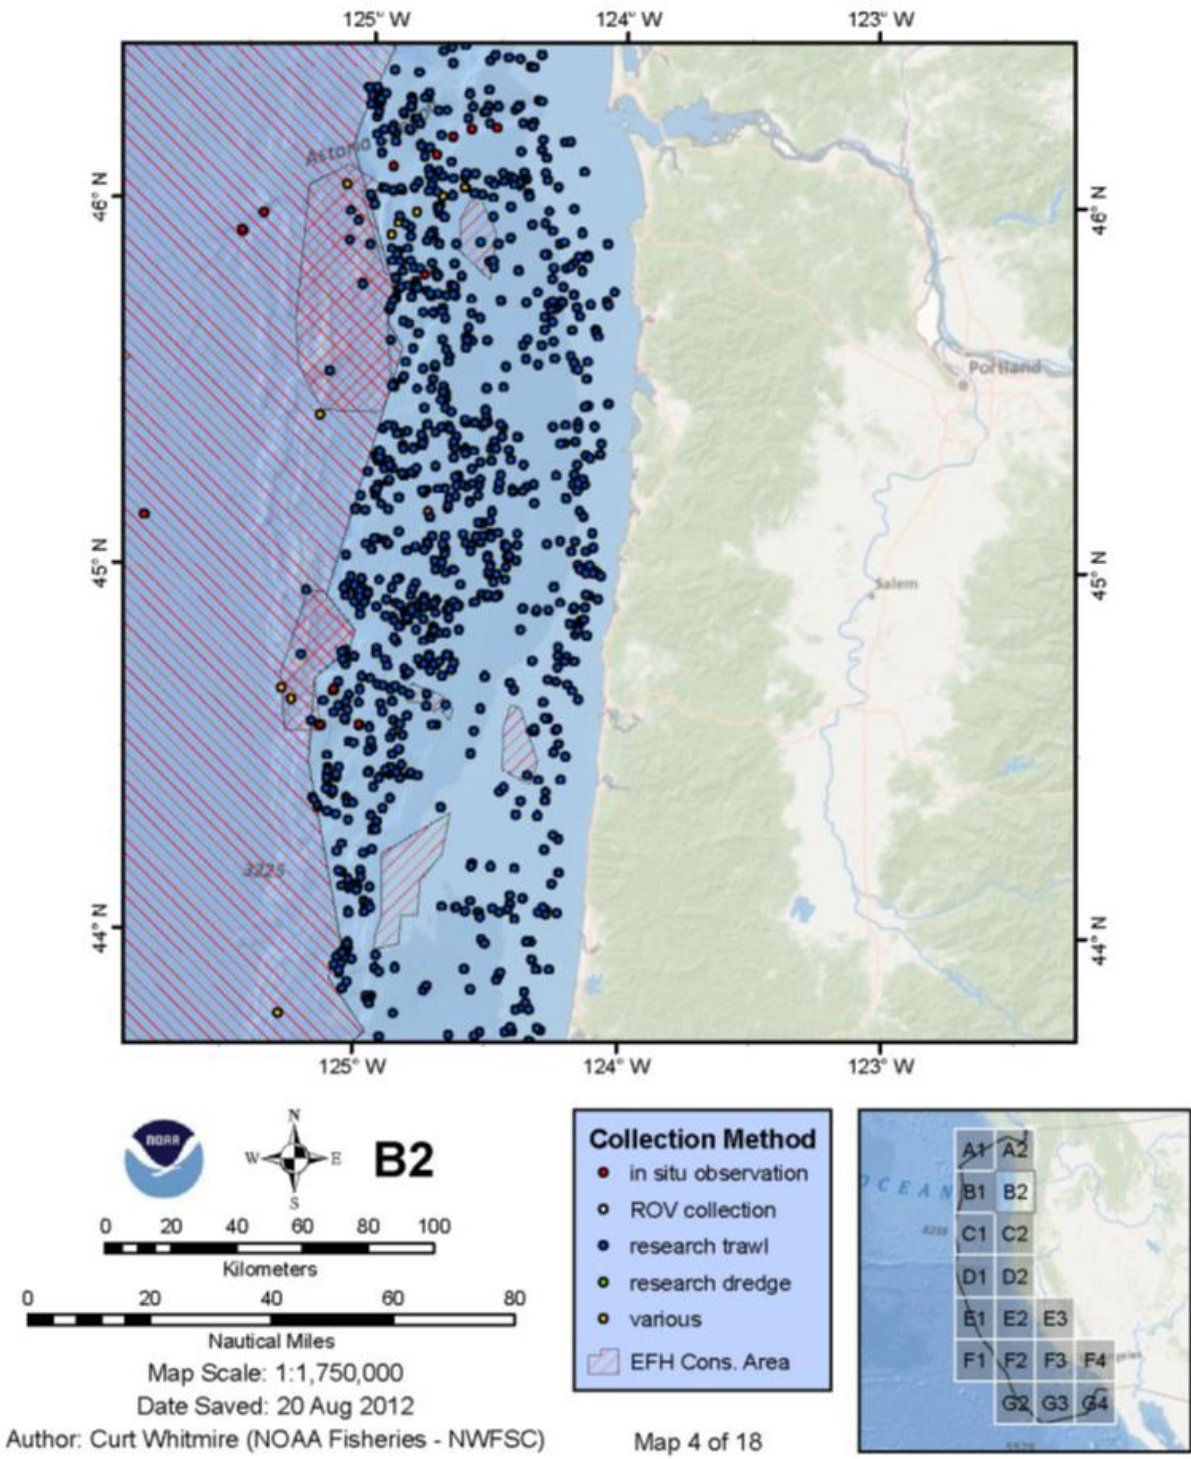 125° W 124° W 123° W
46° N 46° N
Astoria
Portland
45° N 45° N
Salem
3225
44° N 44° N
125° W 124° W 123° W
NOAA
N
W E
S
B2
0 20 40 60 80 100
Kilometers
0 20 40 60 80
Nautical Miles
Map Scale: 1:1,750,000
Date Saved: 20 Aug 2012
Author: Curt Whitmire (NOAA Fisheries - NWFSC)
Collection Method
in situ observation
ROV collection
research trawl
research dredge
various
EFH Cons. Area
Map 4 of 18
A1 A2
OCEAN B1 B2
C1 C2
D1 D2
E1 E2 E3
F1 F2 F3 F4
G2 G3 G4